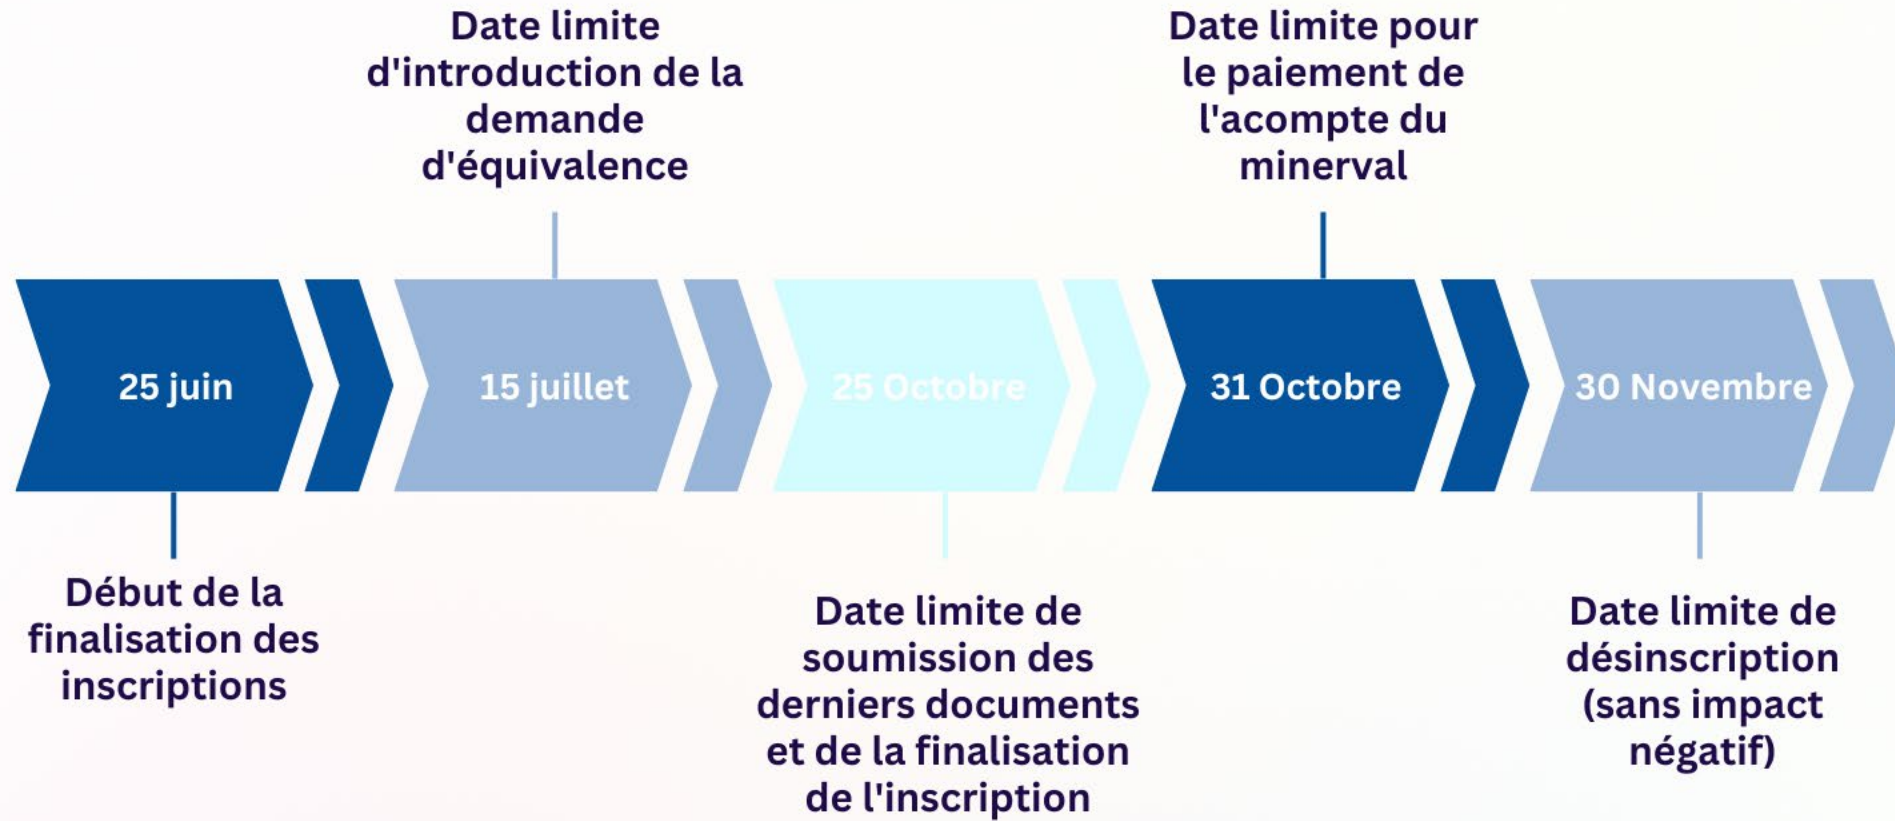 Date limite
d'introduction de la
demande
d'équivalence
Date limite pour
le paiement de
l'acompte du
minerval
25 juin
15 juillet
25 Octobre
31 Octobre
30 Novembre
Début de la
finalisation des
inscriptions
Date limite de
soumission des
derniers documents
et de la finalisation
de l'inscription
Date limite de
désinscription
(sans impact
négatif)